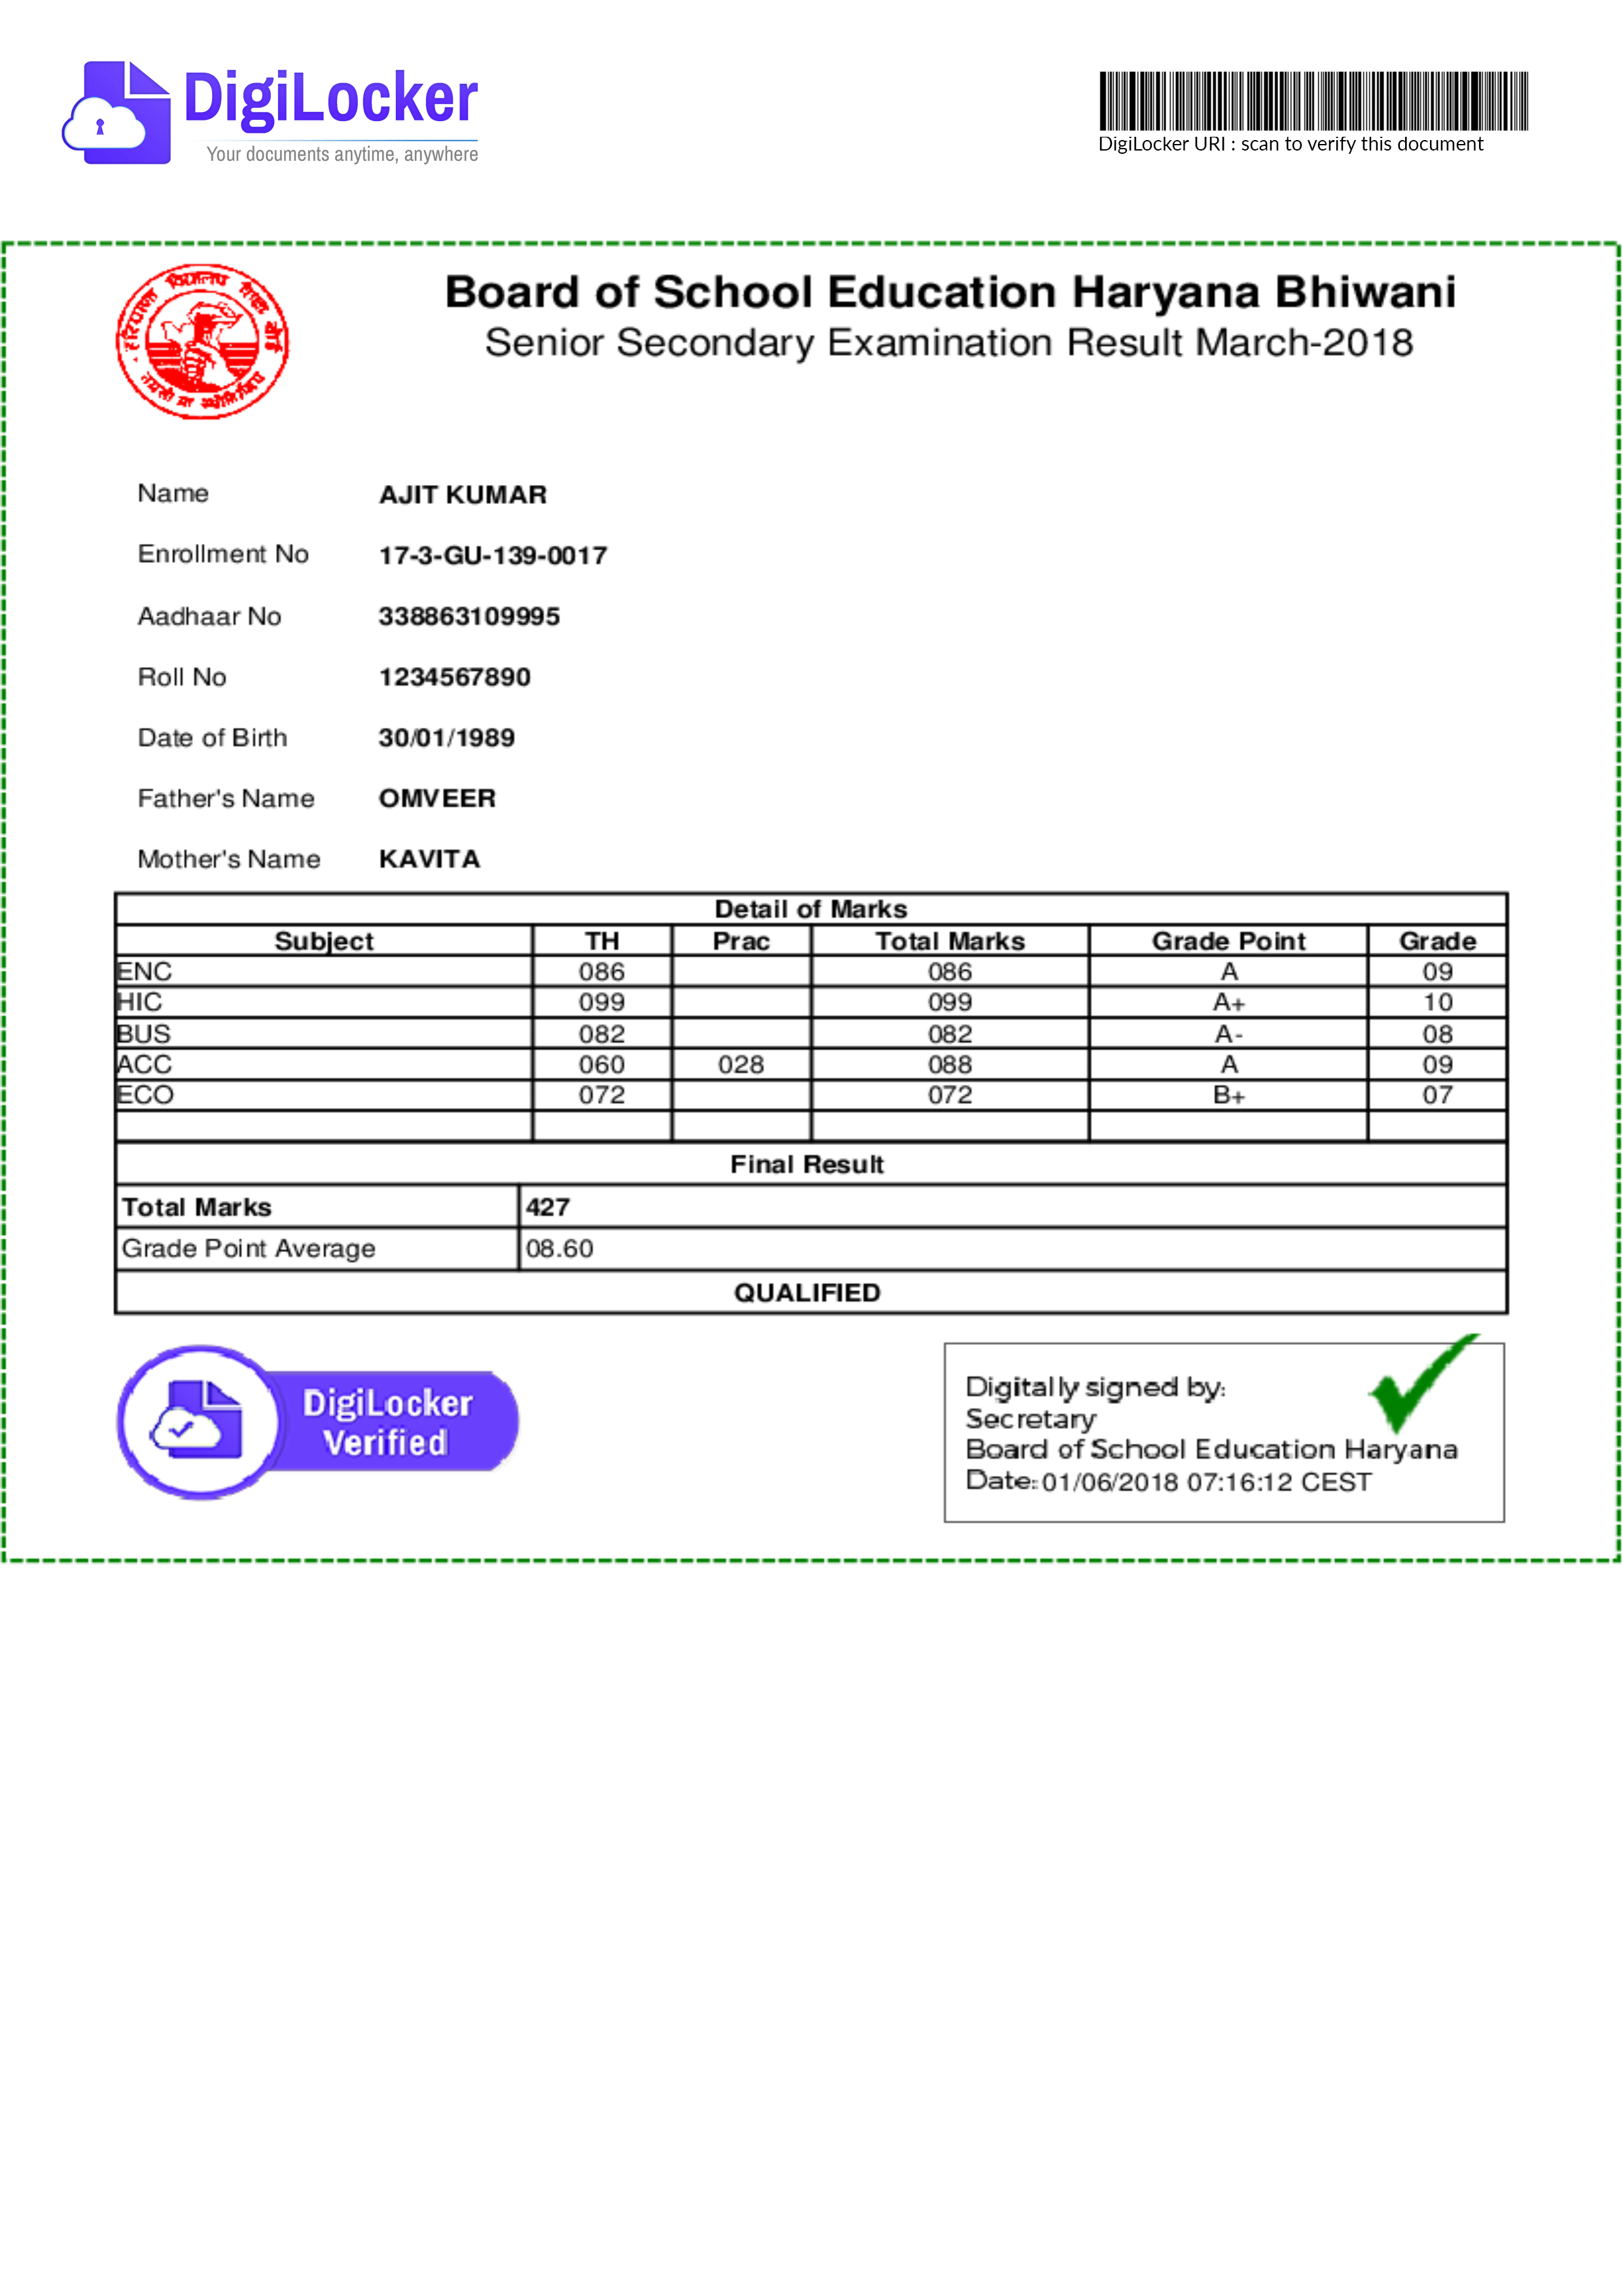 DigiLocker
Your documents anytime, anywhere
DigiLocker URI : scan to verify this document
Board of School Education Haryana Bhiwani
Senior Secondary Examination Result March-2018
Name AJIT KUMAR
Enrollment No 17-3-GU-139-0017
Aadhaar No 338863109995
Roll No 1234567890
Date of Birth 30/01/1989
Father's Name OMVEER
Mother's Name KAVITA
Detail of Marks
Subject TH Prac Total Marks Grade Point Grade
ENC 086 086 A 09
HIC 099 099 A+ 10
BUS 082 082 A- 08
ACC 060 028 088 A 09
ECO 072 072 B+ 07
Final Result
Total Marks 427
Grade Point Average 08.60
QUALIFIED
DigiLocker
Verified
Digitally signed by:
Secretary
Board of School Education Haryana
Date: 01/06/2018 07:16:12 CEST